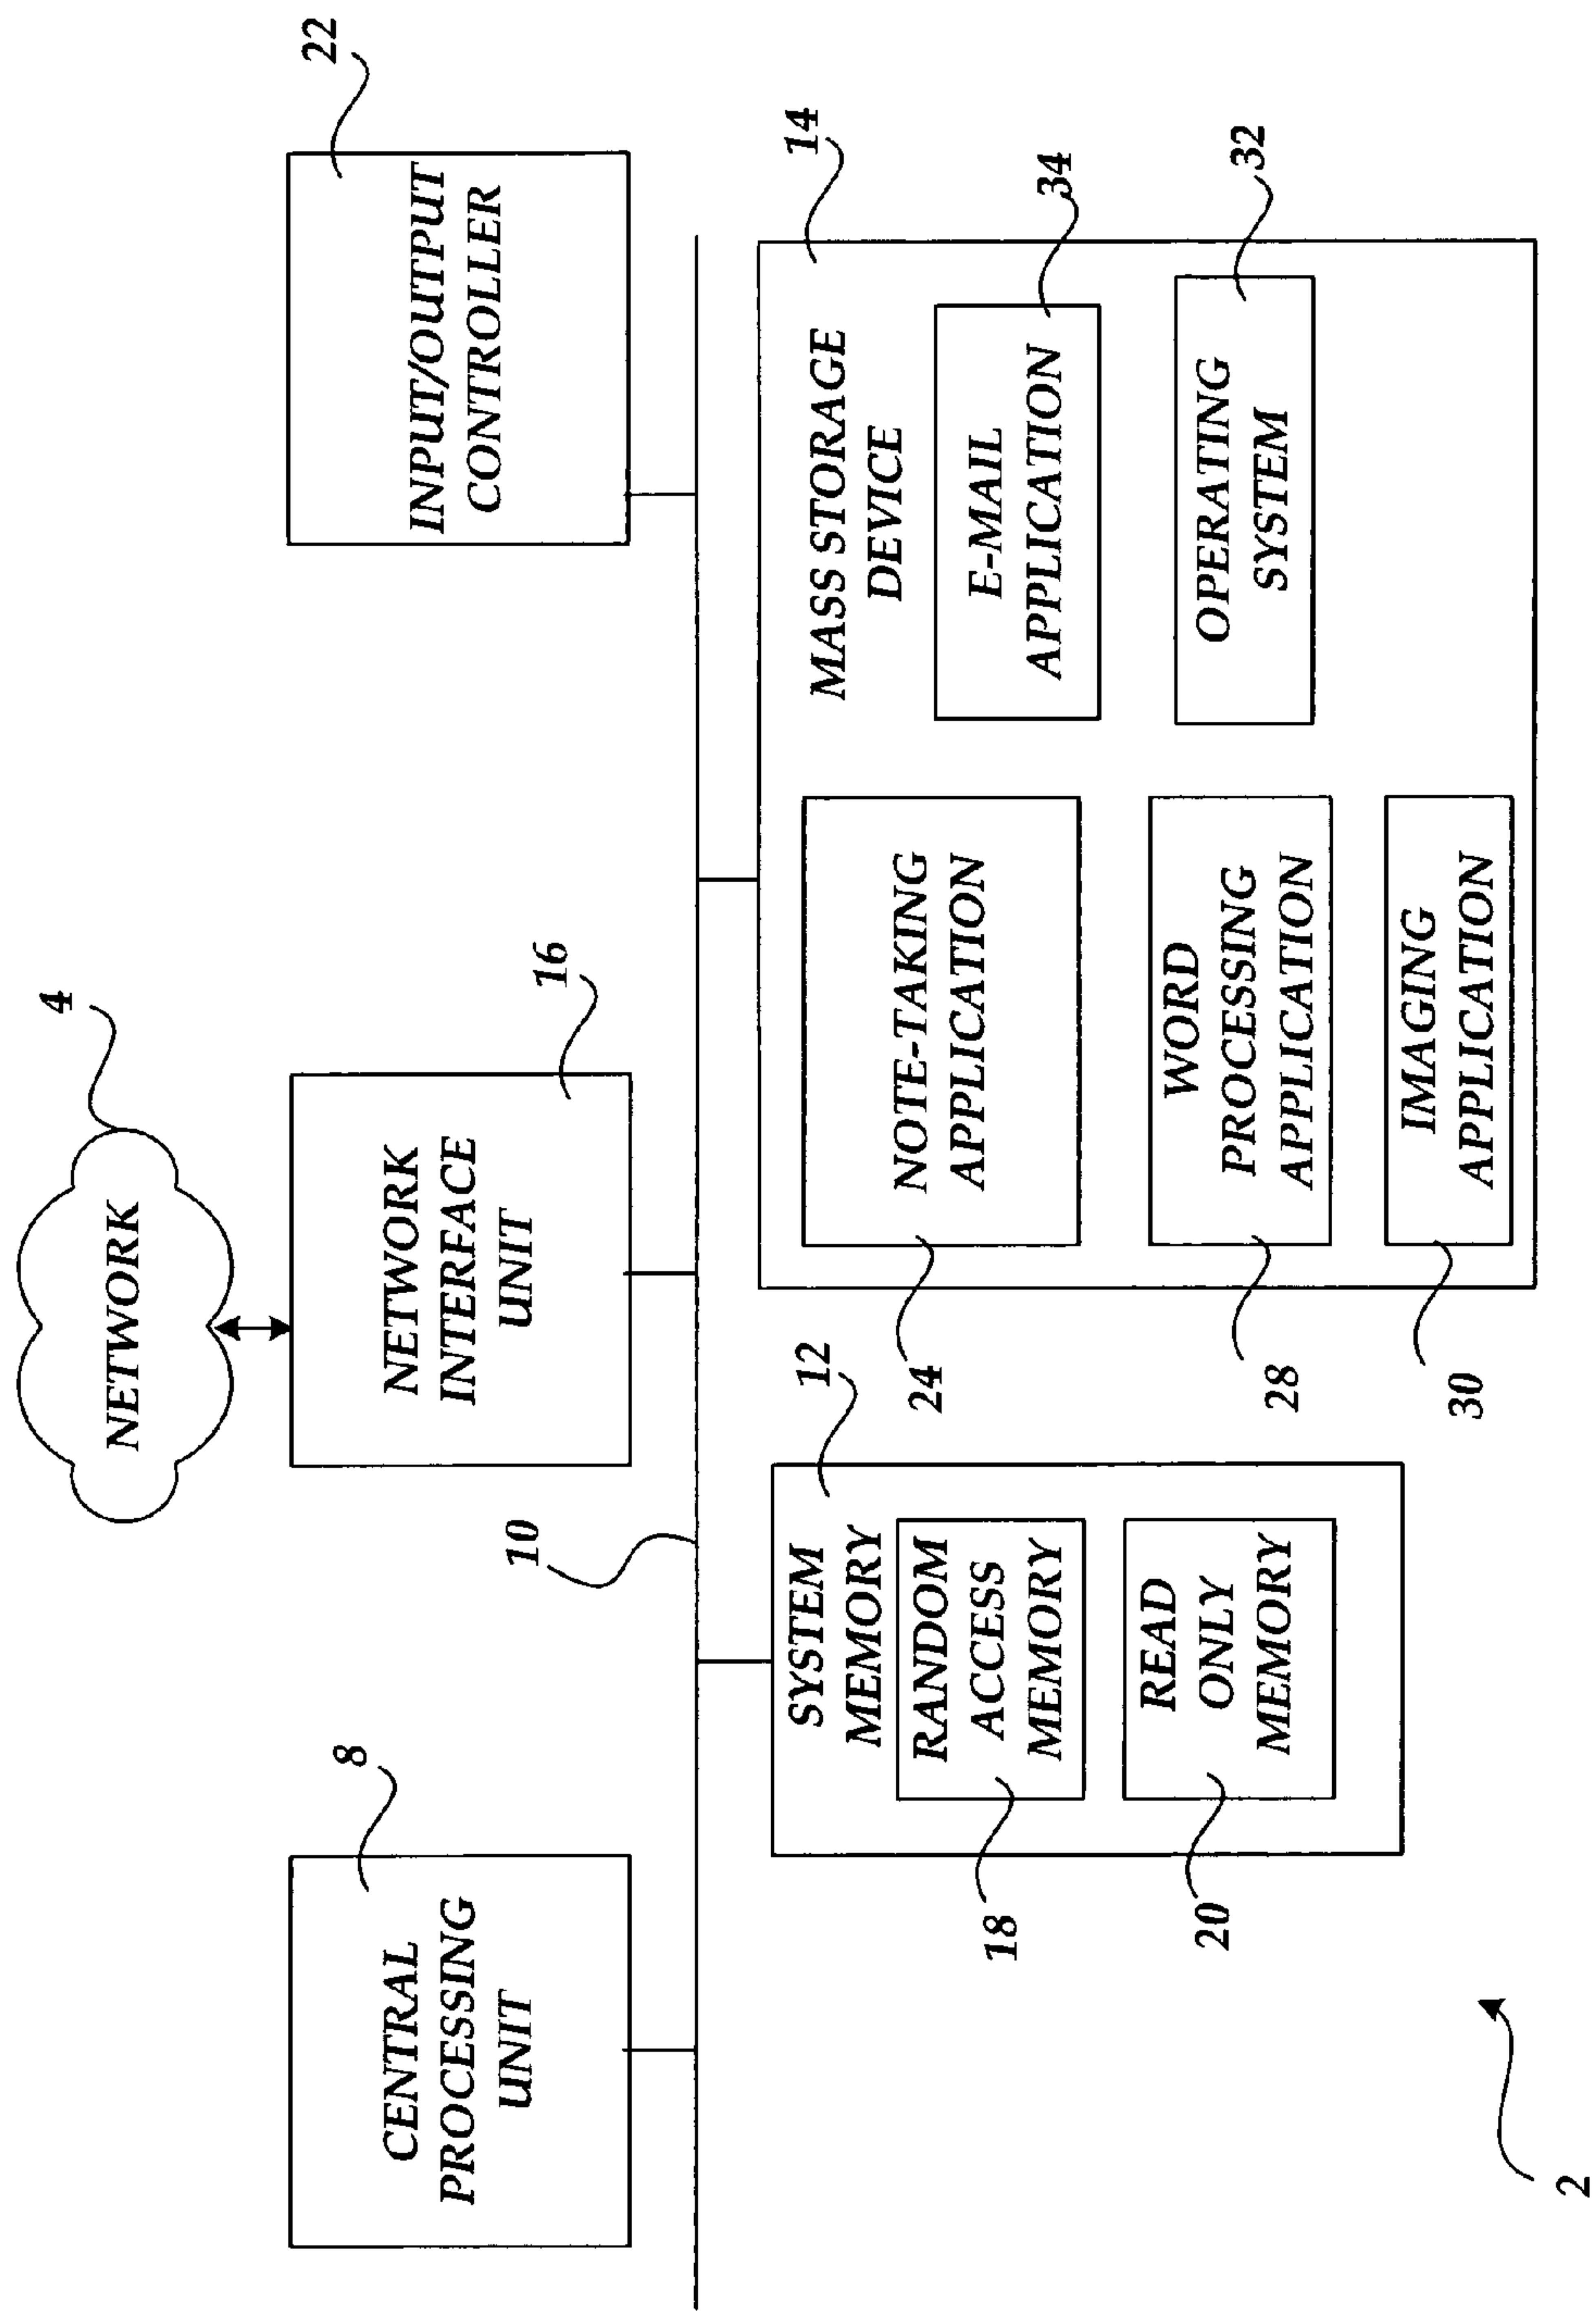 NETWORK
4
CENTRAL
PROCESSING
UNIT
8
NETWORK
INTERFACE
UNIT
16
INPUT/OUTPUT
CONTROLLER
22
10
SYSTEM
MEMORY
12
RANDOM
ACCESS
MEMORY
18
READ
ONLY
MEMORY
20
MASS STORAGE
DEVICE
14
NOTE-TAKING
APPLICATION
24
E-MAIL
APPLICATION
34
WORD
PROCESSING
APPLICATION
28
OPERATING
SYSTEM
32
IMAGING
APPLICATION
30
2